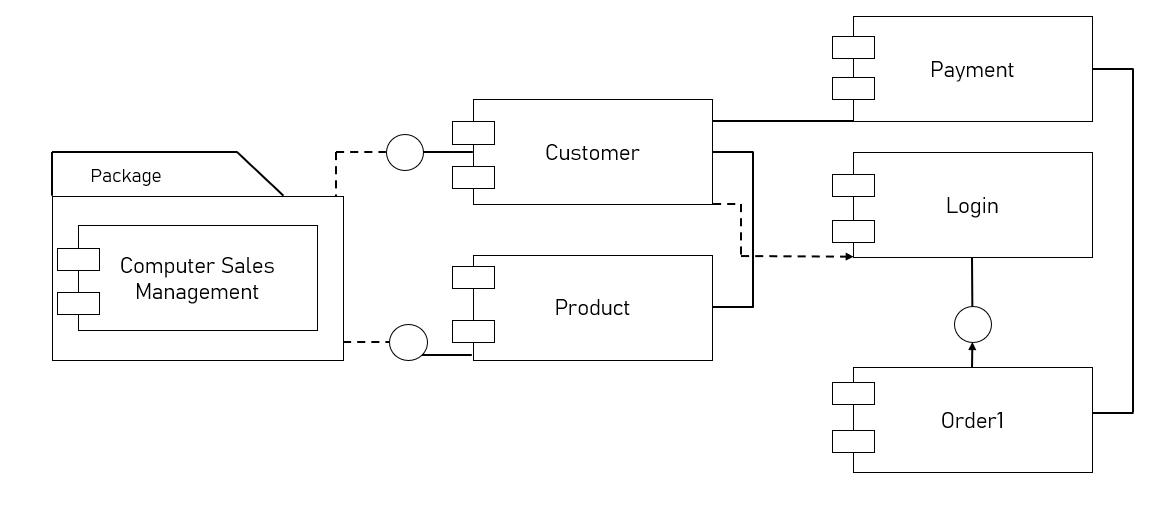 Package
Computer Sales
Management
Customer
Product
Payment
Login
Order1